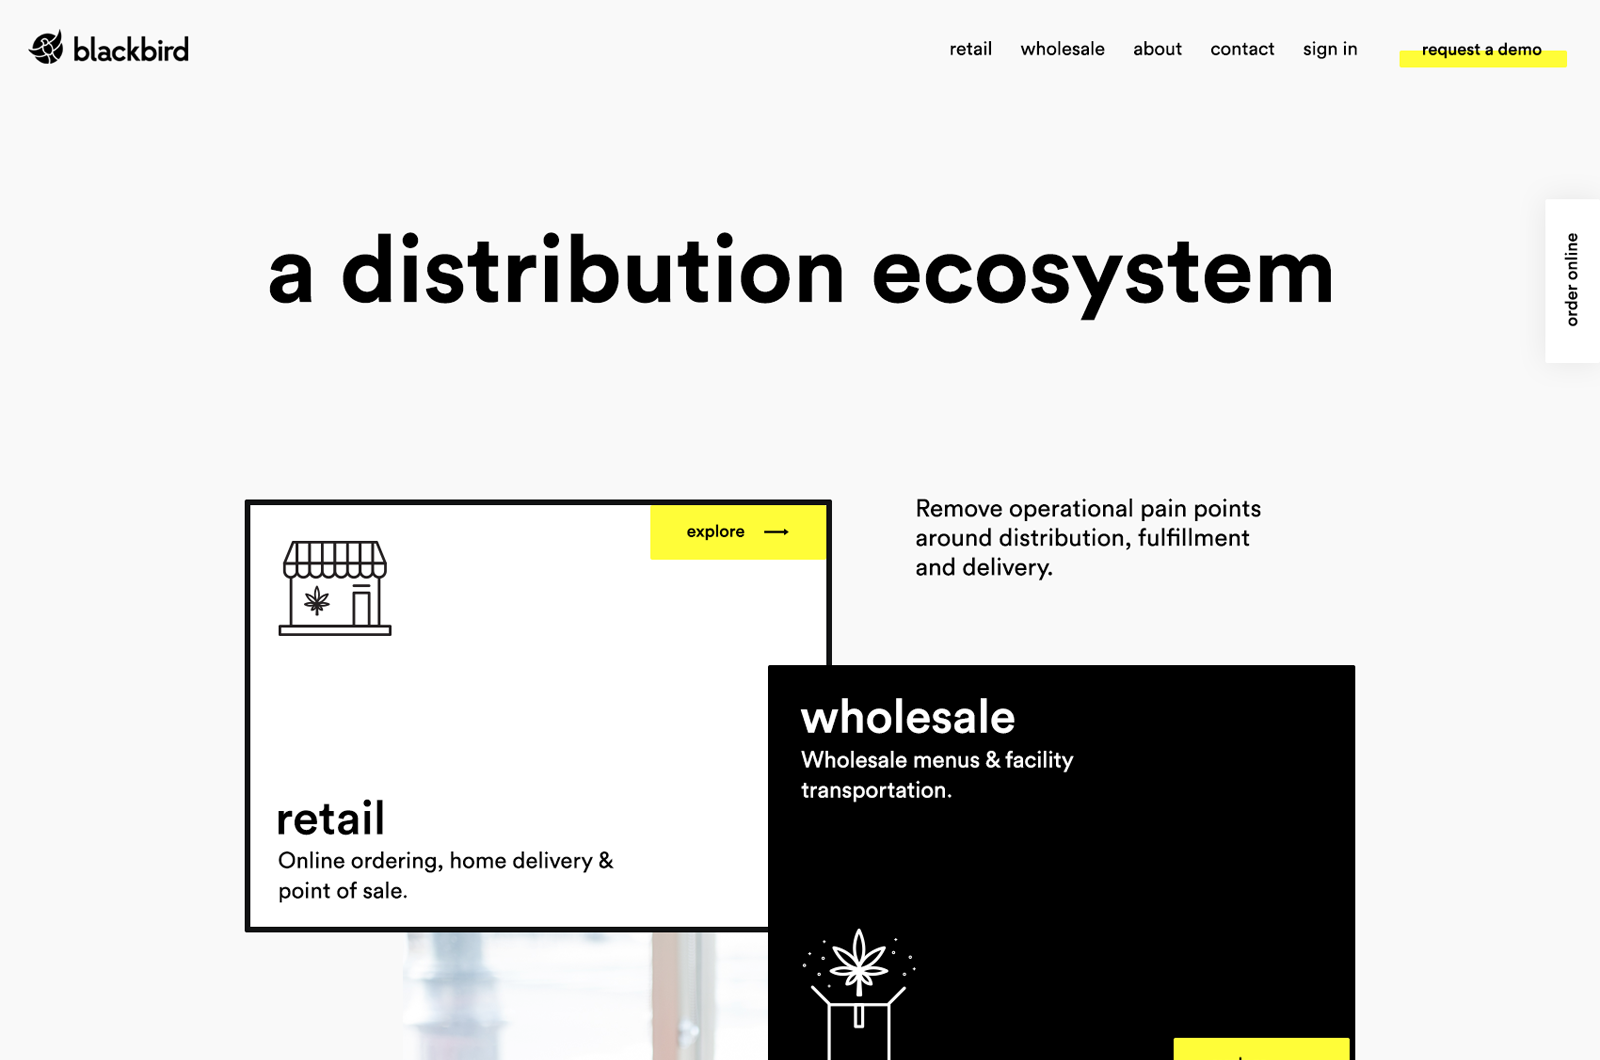 blackbird
retail
wholesale
about
contact
sign in
request a demo
a distribution ecosystem
order online
explore
Remove operational pain points
around distribution, fulfillment
and delivery.
retail
Online ordering, home delivery &
point of sale.
wholesale
Wholesale menus & facility
transportation.